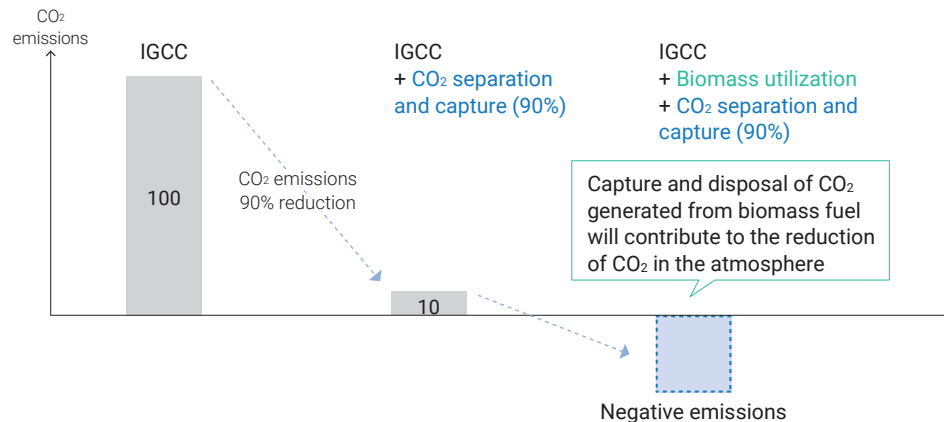 CO₂
emissions
IGCC
100
CO₂ emissions
90% reduction
IGCC
+ CO₂ separation
and capture (90%)
10
IGCC
+ Biomass utilization
+ CO₂ separation and
capture (90%)
Capture and disposal of CO₂
generated from biomass fuel
will contribute to the reduction
of CO₂ in the atmosphere
Negative emissions